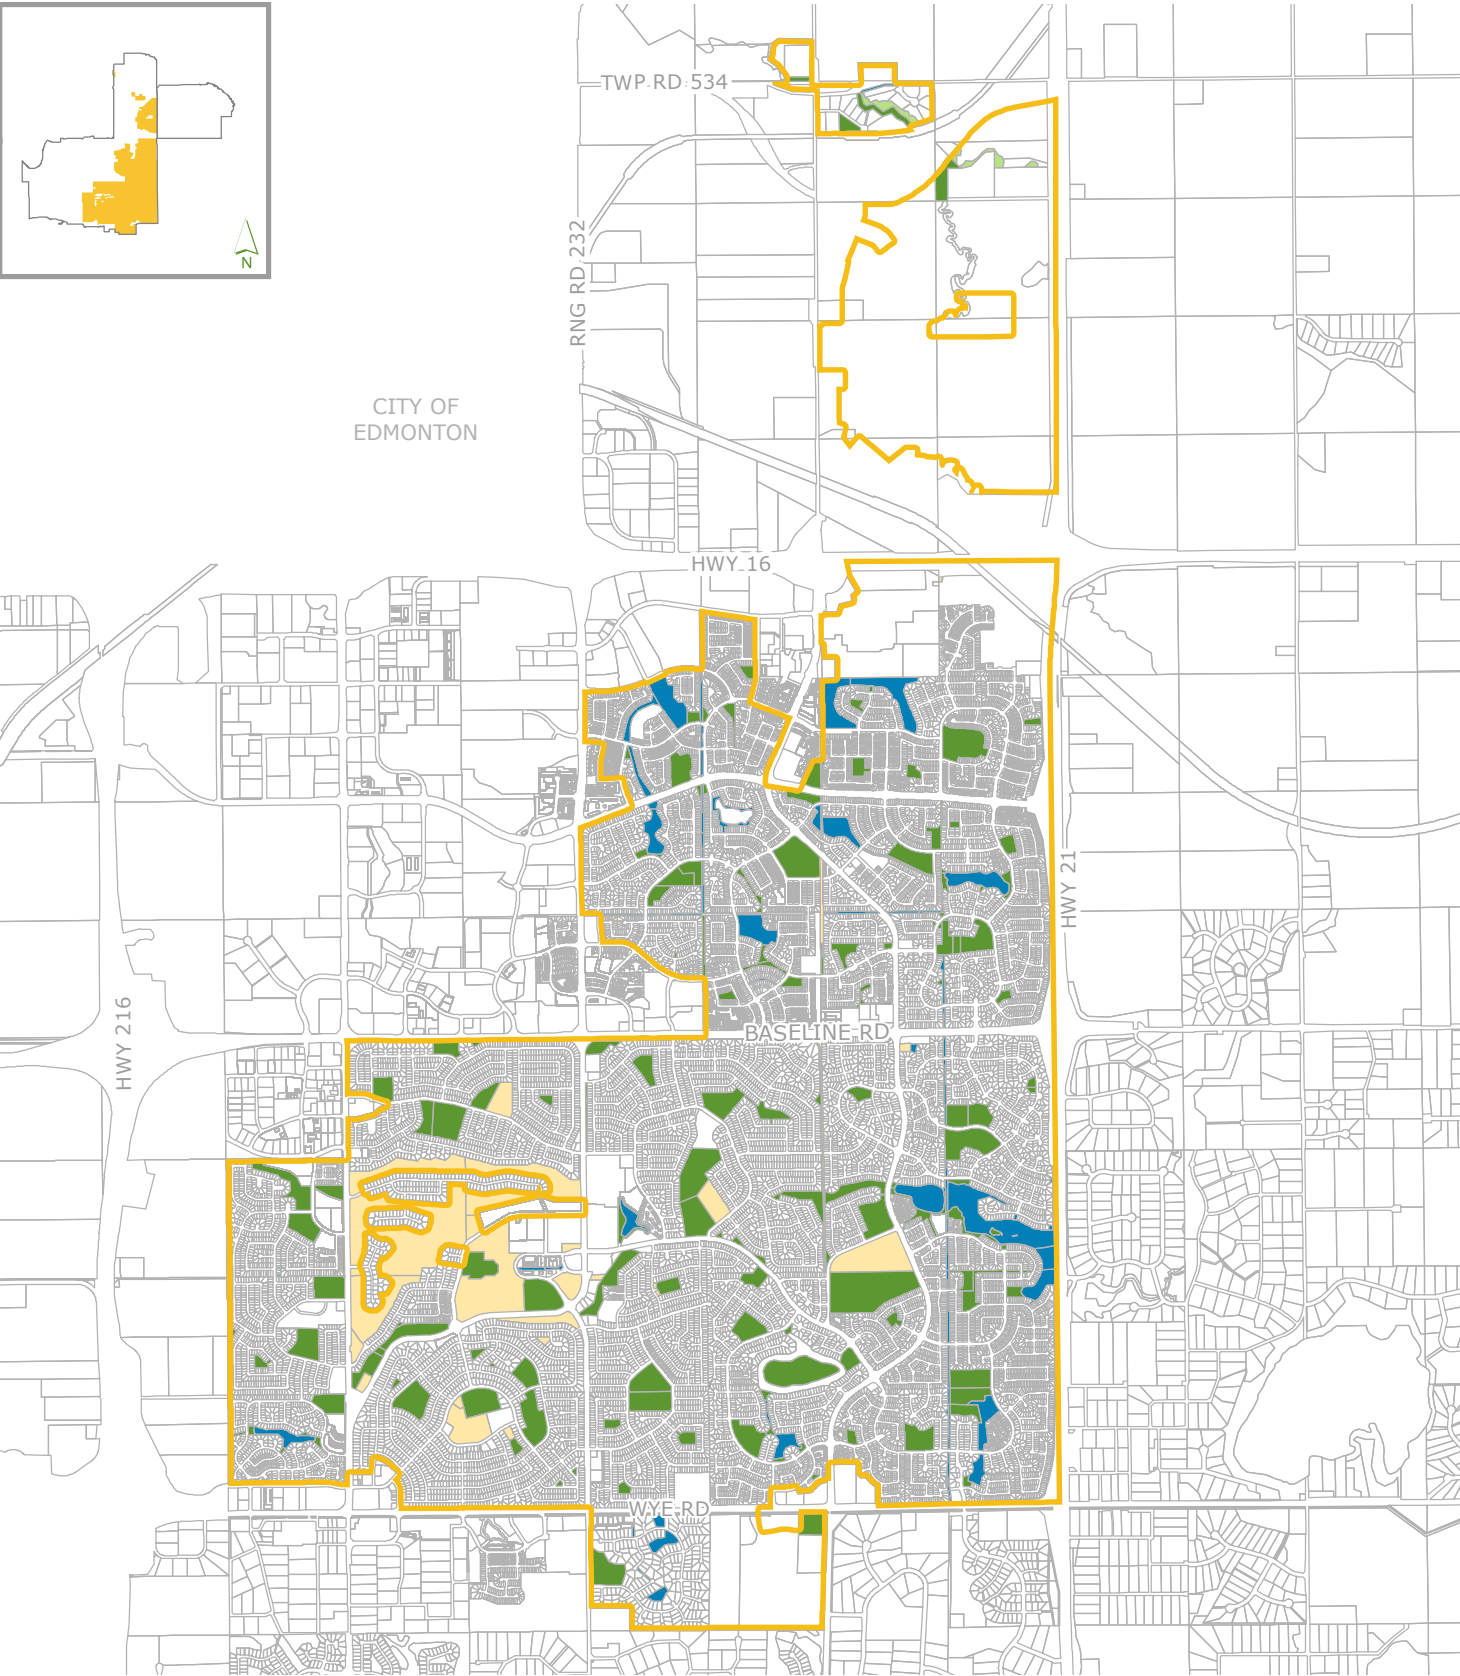 TWP RD 534
N
RNG RD 232
CITY OF
EDMONTON
HWY 16
HWY 21
HWY 216
BASELINE RD
WYE RD